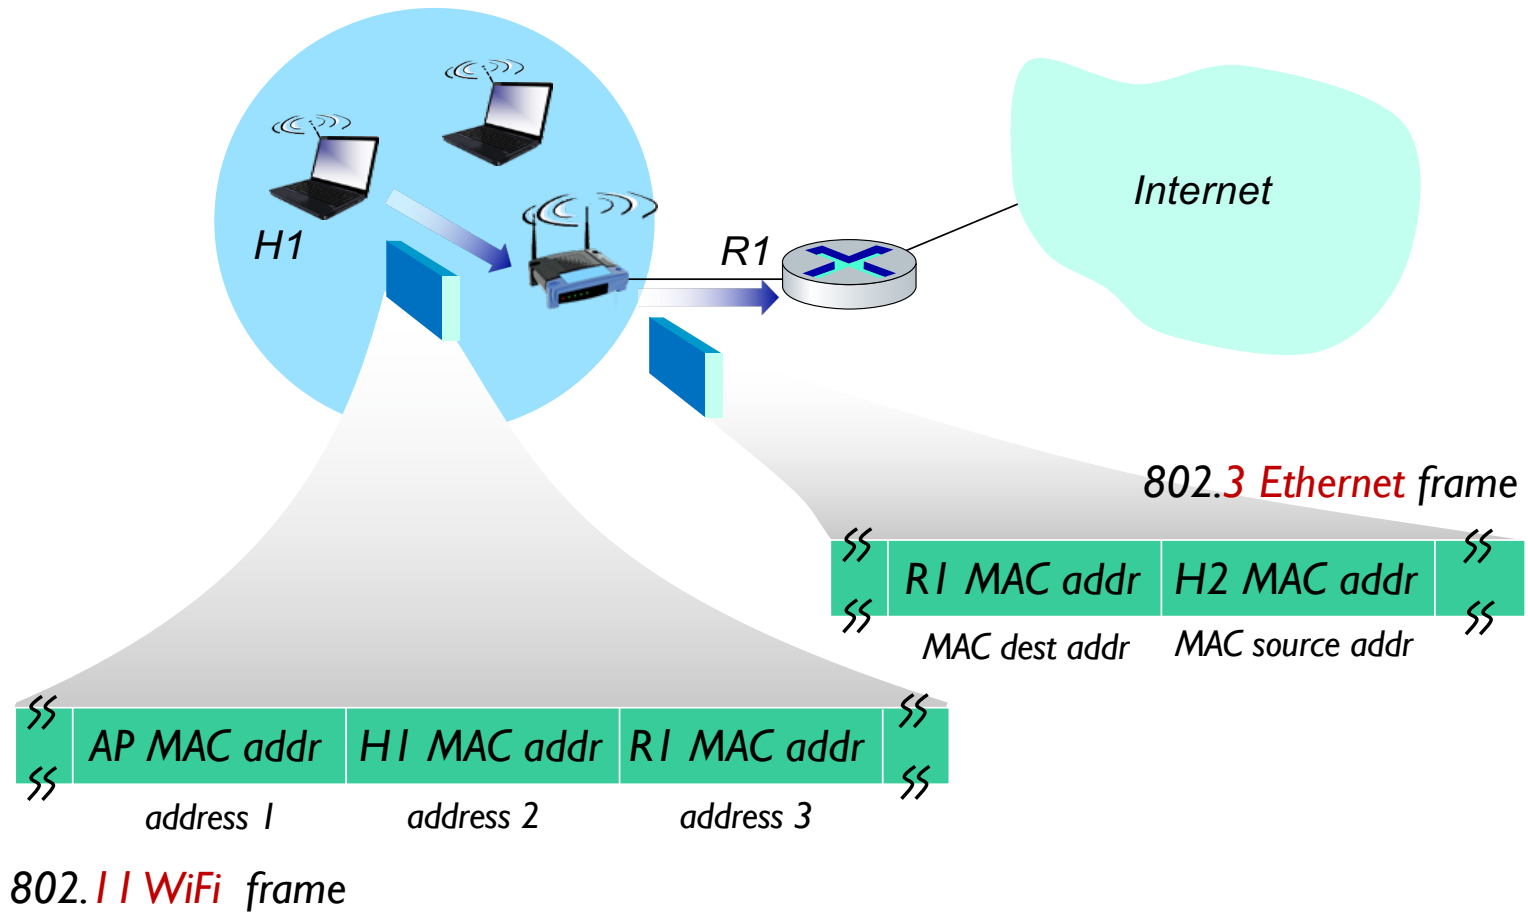 H1
R1
Internet
802.3 Ethernet frame
R1 MAC addr H2 MAC addr
MAC dest addr MAC source addr
AP MAC addr H1 MAC addr R1 MAC addr
address 1 address 2 address 3
802.11 WiFi frame